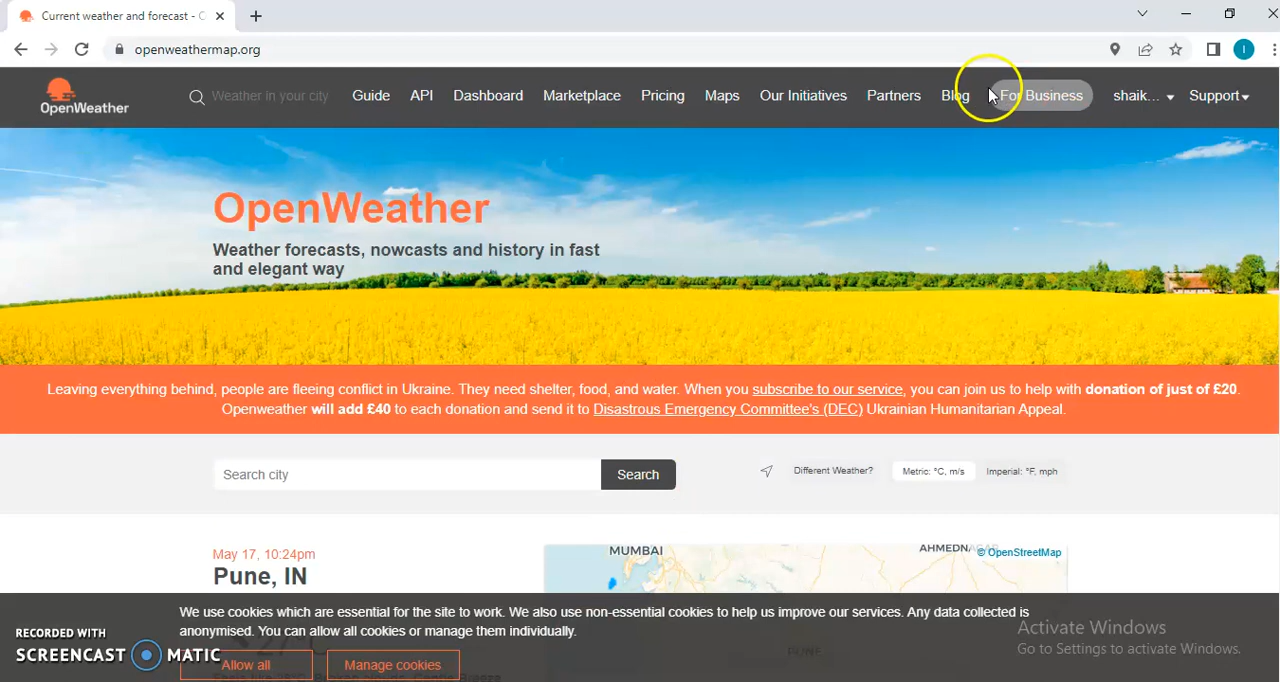 Current weather and forecast - O
openweathermap.org
I
OpenWeather
Weather in your city
Guide
API
Dashboard
Marketplace
Pricing
Maps
Our Initiatives
Partners
Blog
For Business
shaik...
Support
OpenWeather
Weather forecasts, nowcasts and history in fast
and elegant way
Leaving everything behind, people are fleeing conflict in Ukraine. They need shelter, food, and water. When you subscribe to our service, you can join us to help with donation of just of £20.
Openweather will add £40 to each donation and send it to Disastrous Emergency Committee's (DEC) Ukrainian Humanitarian Appeal.
Search city
Search
Different Weather?
Metric: °C, m/s
Imperial: °F, mph
May 17, 10:24pm
Pune, IN
MUMBAI
© OpenStreetMap
We use cookies which are essential for the site to work. We also use non-essential cookies to help us improve our services. Any data collected is
anonymised. You can allow all cookies or manage them individually.
Allow all
Manage cookies
PUNE
Activate Windows
Go to Settings to activate Windows.
RECORDED WITH
SCREENCAST MATIC